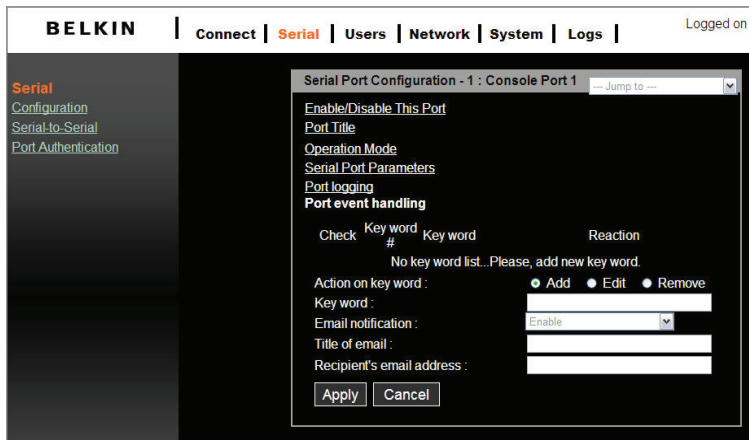 BELKIN | Connect | Serial | Users | Network | System | Logs | Logged on
Serial
Configuration
Serial-to-Serial
Port Authentication
Serial Port Configuration - 1 : Console Port 1 --- Jump to ---
Enable/Disable This Port
Port Title
Operation Mode
Serial Port Parameters
Port logging
Port event handling
Check Key word # Key word Reaction
No key word list...Please, add new key word.
Action on key word : Add Edit Remove
Key word :
Email notification : Enable
Title of email :
Recipient's email address :
Apply Cancel